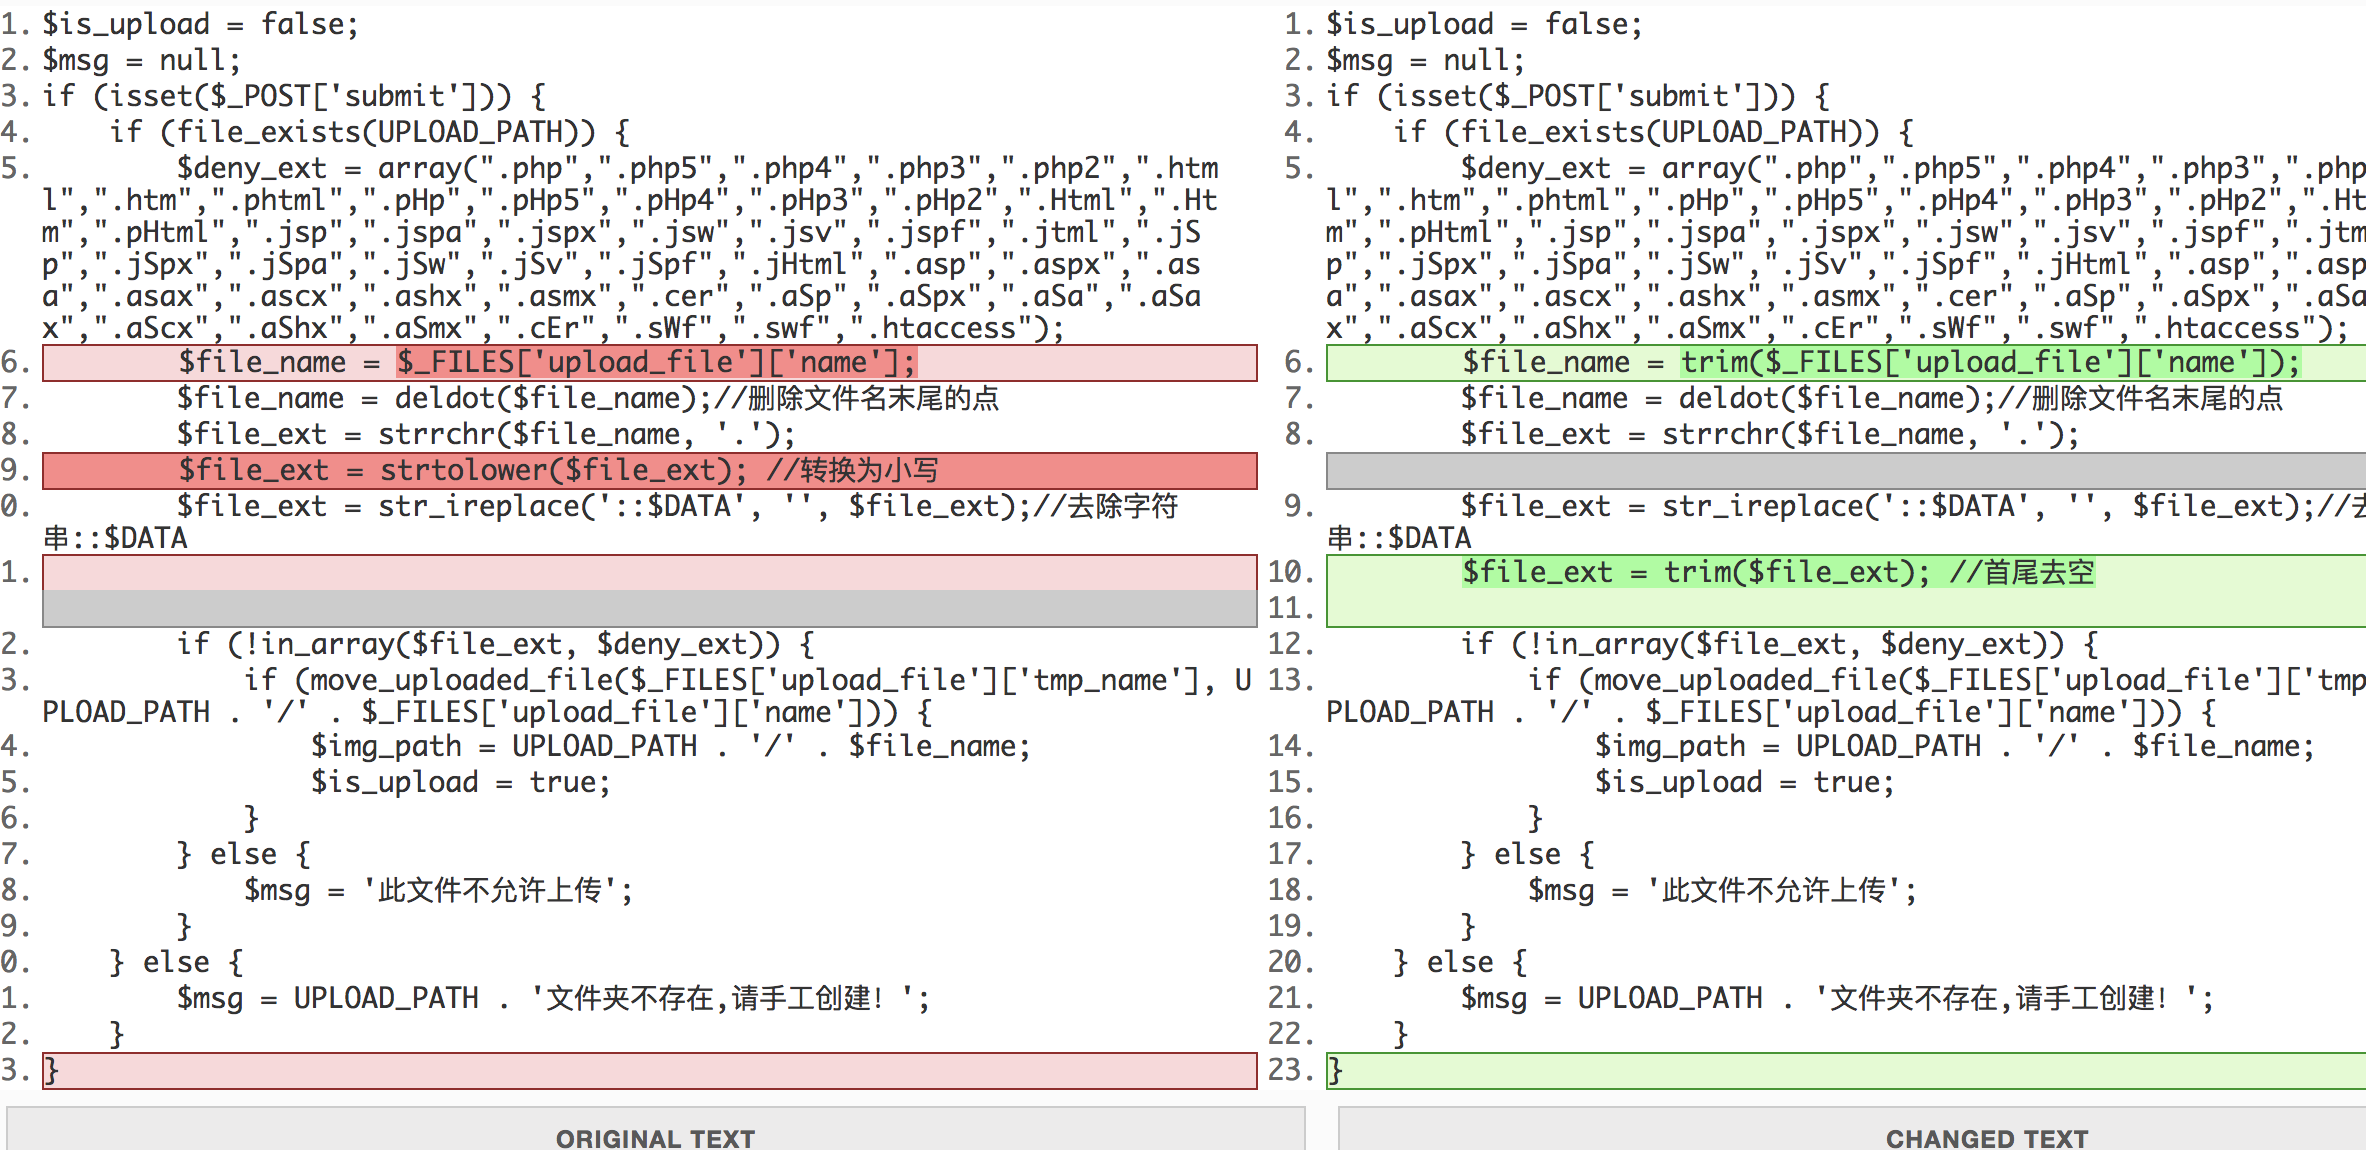 1. $is_upload = false;
2. $msg = null;
3. if (isset($_POST['submit'])) {
4.     if (file_exists(UPLOAD_PATH)) {
5.         $deny_ext = array(".php",".php5",".php4",".php3",".php2",".htm
l",".htm",".phtml",".pHp",".pHp5",".pHp4",".pHp3",".pHp2",".Html",".Ht
m",".pHtml",".jsp",".jspa",".jspx",".jsw",".jsv",".jspf",".jtml",".jS
p",".jSpx",".jSpa",".jSw",".jSv",".jSpf",".jHtml",".asp",".aspx",".as
a",".asax",".ascx",".ashx",".asmx",".cer",".aSp",".aSpx",".aSa",".aSa
x",".aScx",".aShx",".aSmx",".cEr",".sWf",".swf",".htaccess");
6.         $file_name = $_FILES['upload_file']['name'];
7.         $file_name = deldot($file_name);//删除文件名末尾的点
8.         $file_ext = strrchr($file_name, '.');
9.         $file_ext = strtolower($file_ext); //转换为小写
0.         $file_ext = str_ireplace('::$DATA', '', $file_ext);//去除字符
串::$DATA
1.
2.         if (!in_array($file_ext, $deny_ext)) {
3.             if (move_uploaded_file($_FILES['upload_file']['tmp_name'], U
PLOAD_PATH . '/' . $_FILES['upload_file']['name'])) {
4.                 $img_path = UPLOAD_PATH . '/' . $file_name;
5.                 $is_upload = true;
6.             }
7.         } else {
8.             $msg = '此文件不允许上传';
9.         }
0.     } else {
1.         $msg = UPLOAD_PATH . '文件夹不存在,请手工创建！';
2.     }
3. }
ORIGINAL TEXT
1. $is_upload = false;
2. $msg = null;
3. if (isset($_POST['submit'])) {
4.     if (file_exists(UPLOAD_PATH)) {
5.         $deny_ext = array(".php",".php5",".php4",".php3",".php
l",".htm",".phtml",".pHp",".pHp5",".pHp4",".pHp3",".pHp2",".Ht
m",".pHtml",".jsp",".jspa",".jspx",".jsw",".jsv",".jspf",".jtm
p",".jSpx",".jSpa",".jSw",".jSv",".jSpf",".jHtml",".asp",".asp
a",".asax",".ascx",".ashx",".asmx",".cer",".aSp",".aSpx",".aSa
x",".aScx",".aShx",".aSmx",".cEr",".sWf",".swf",".htaccess");
6.         $file_name = trim($_FILES['upload_file']['name']);
7.         $file_name = deldot($file_name);//删除文件名末尾的点
8.         $file_ext = strrchr($file_name, '.');
9.         $file_ext = str_ireplace('::$DATA', '', $file_ext);//
串::$DATA
10.         $file_ext = trim($file_ext); //首尾去空
11.
12.         if (!in_array($file_ext, $deny_ext)) {
13.             if (move_uploaded_file($_FILES['upload_file']['tmp
PLOAD_PATH . '/' . $_FILES['upload_file']['name'])) {
14.                 $img_path = UPLOAD_PATH . '/' . $file_name;
15.                 $is_upload = true;
16.             }
17.         } else {
18.             $msg = '此文件不允许上传';
19.         }
20.     } else {
21.         $msg = UPLOAD_PATH . '文件夹不存在,请手工创建！';
22.     }
23. }
CHANGED TEXT